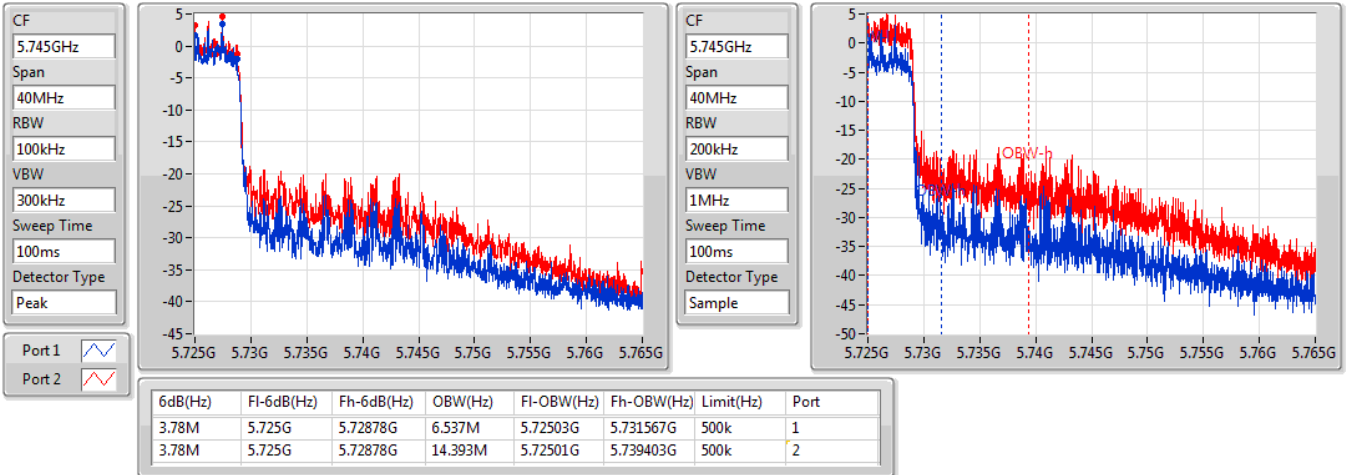 CF
5.745GHz
Span
40MHz
RBW
100kHz
VBW
300kHz
Sweep Time
100ms
Detector Type
Peak
5
0
-5
-10
-15
-20
-25
-30
-35
-40
-45
5.725G 5.73G 5.735G 5.74G 5.745G 5.75G 5.755G 5.76G 5.765G
CF
5.745GHz
Span
40MHz
RBW
200kHz
VBW
1MHz
Sweep Time
100ms
Detector Type
Sample
5
0
-5
-10
-15
-20
-25
-30
-35
-40
-45
-50
OBW-h
5.725G 5.73G 5.735G 5.74G 5.745G 5.75G 5.755G 5.76G 5.765G
Port 1
Port 2
6dB(Hz) Fl-6dB(Hz) Fh-6dB(Hz) OBW(Hz) Fl-OBW(Hz) Fh-OBW(Hz) Limit(Hz) Port
3.78M 5.725G 5.72878G 6.537M 5.72503G 5.731567G 500k 1
3.78M 5.725G 5.72878G 14.393M 5.72501G 5.739403G 500k 2